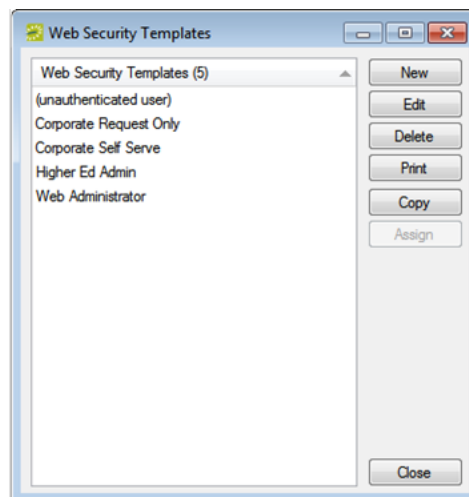 Web Security Templates
Web Security Templates (5)
(unauthenticated user)
Corporate Request Only
Corporate Self Serve
Higher Ed Admin
Web Administrator
New
Edit
Delete
Print
Copy
Assign
Close